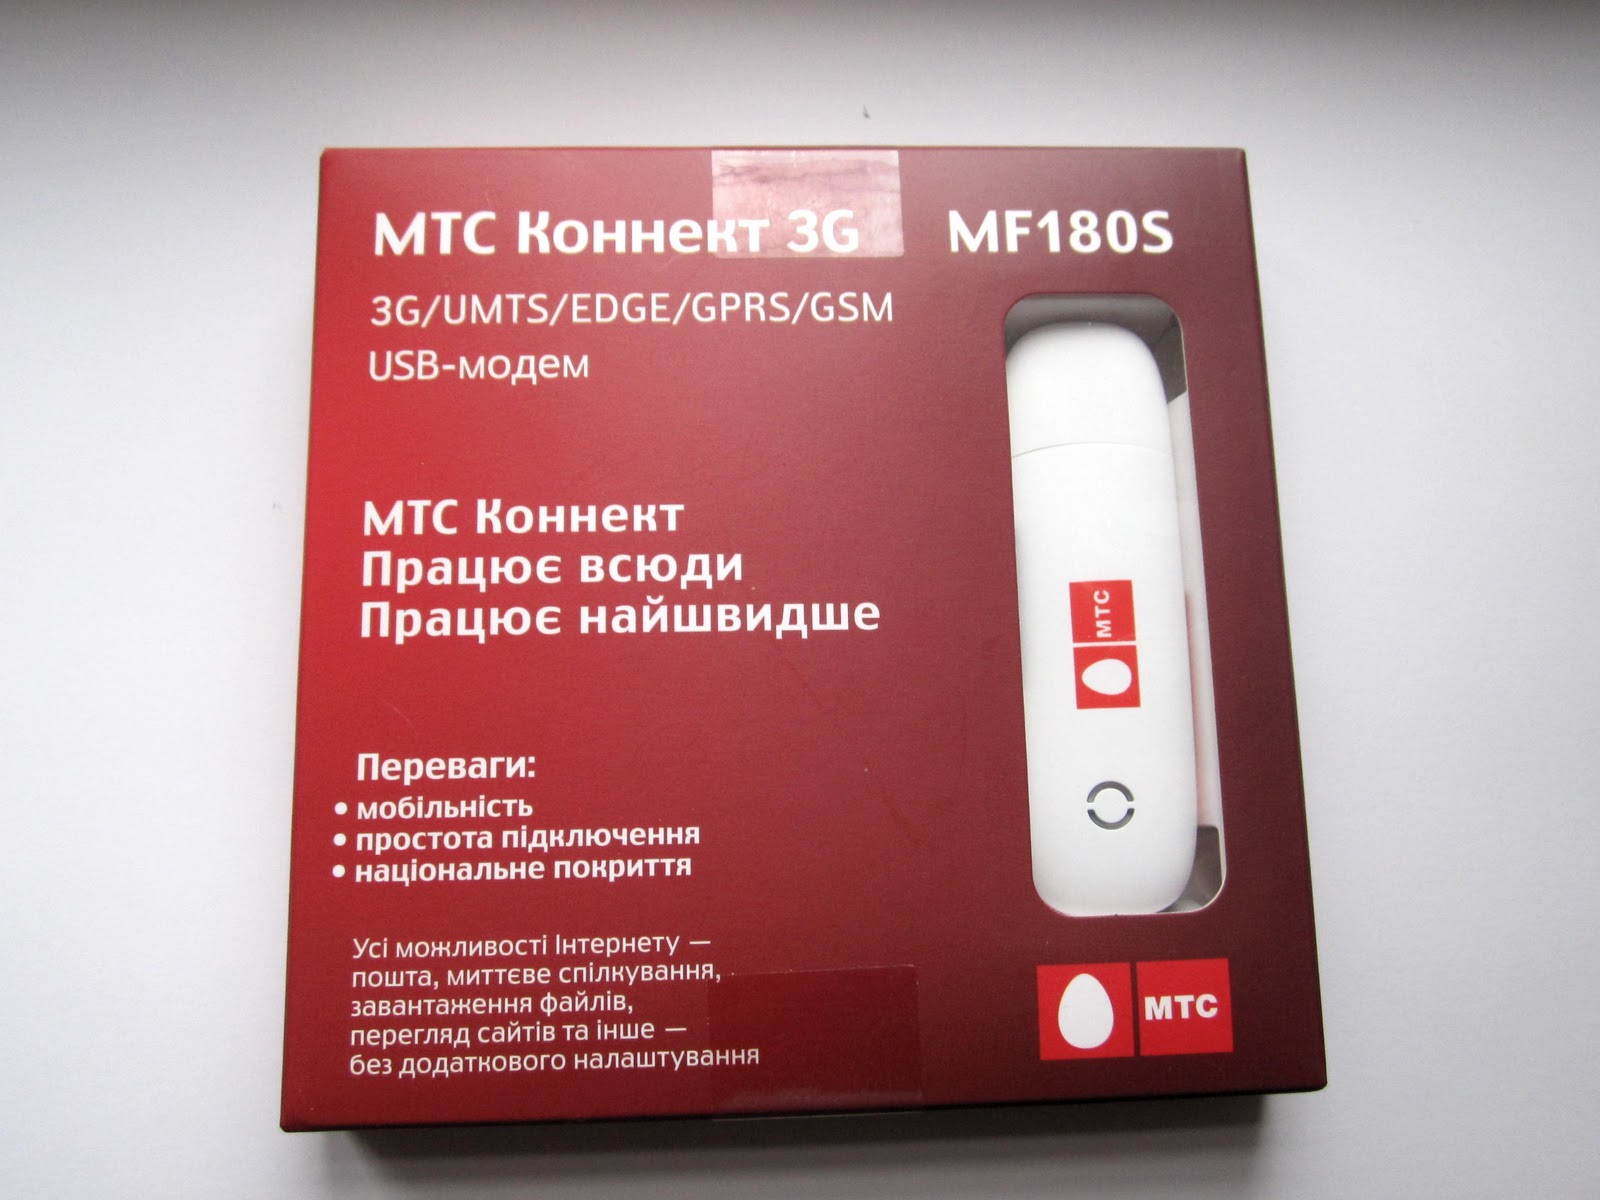 МТС Коннект 3G MF180S
3G/UMTS/EDGE/GPRS/GSM
USB-модем
МТС Коннект
Працює всюди
Працює найшвидше
МТС
Переваги:
• мобільність
• простота підключення
• національне покриття
Усі можливості Інтернету —
пошта, миттєве спілкування,
завантаження файлів,
перегляд сайтів та інше —
без додаткового налаштування
МТС